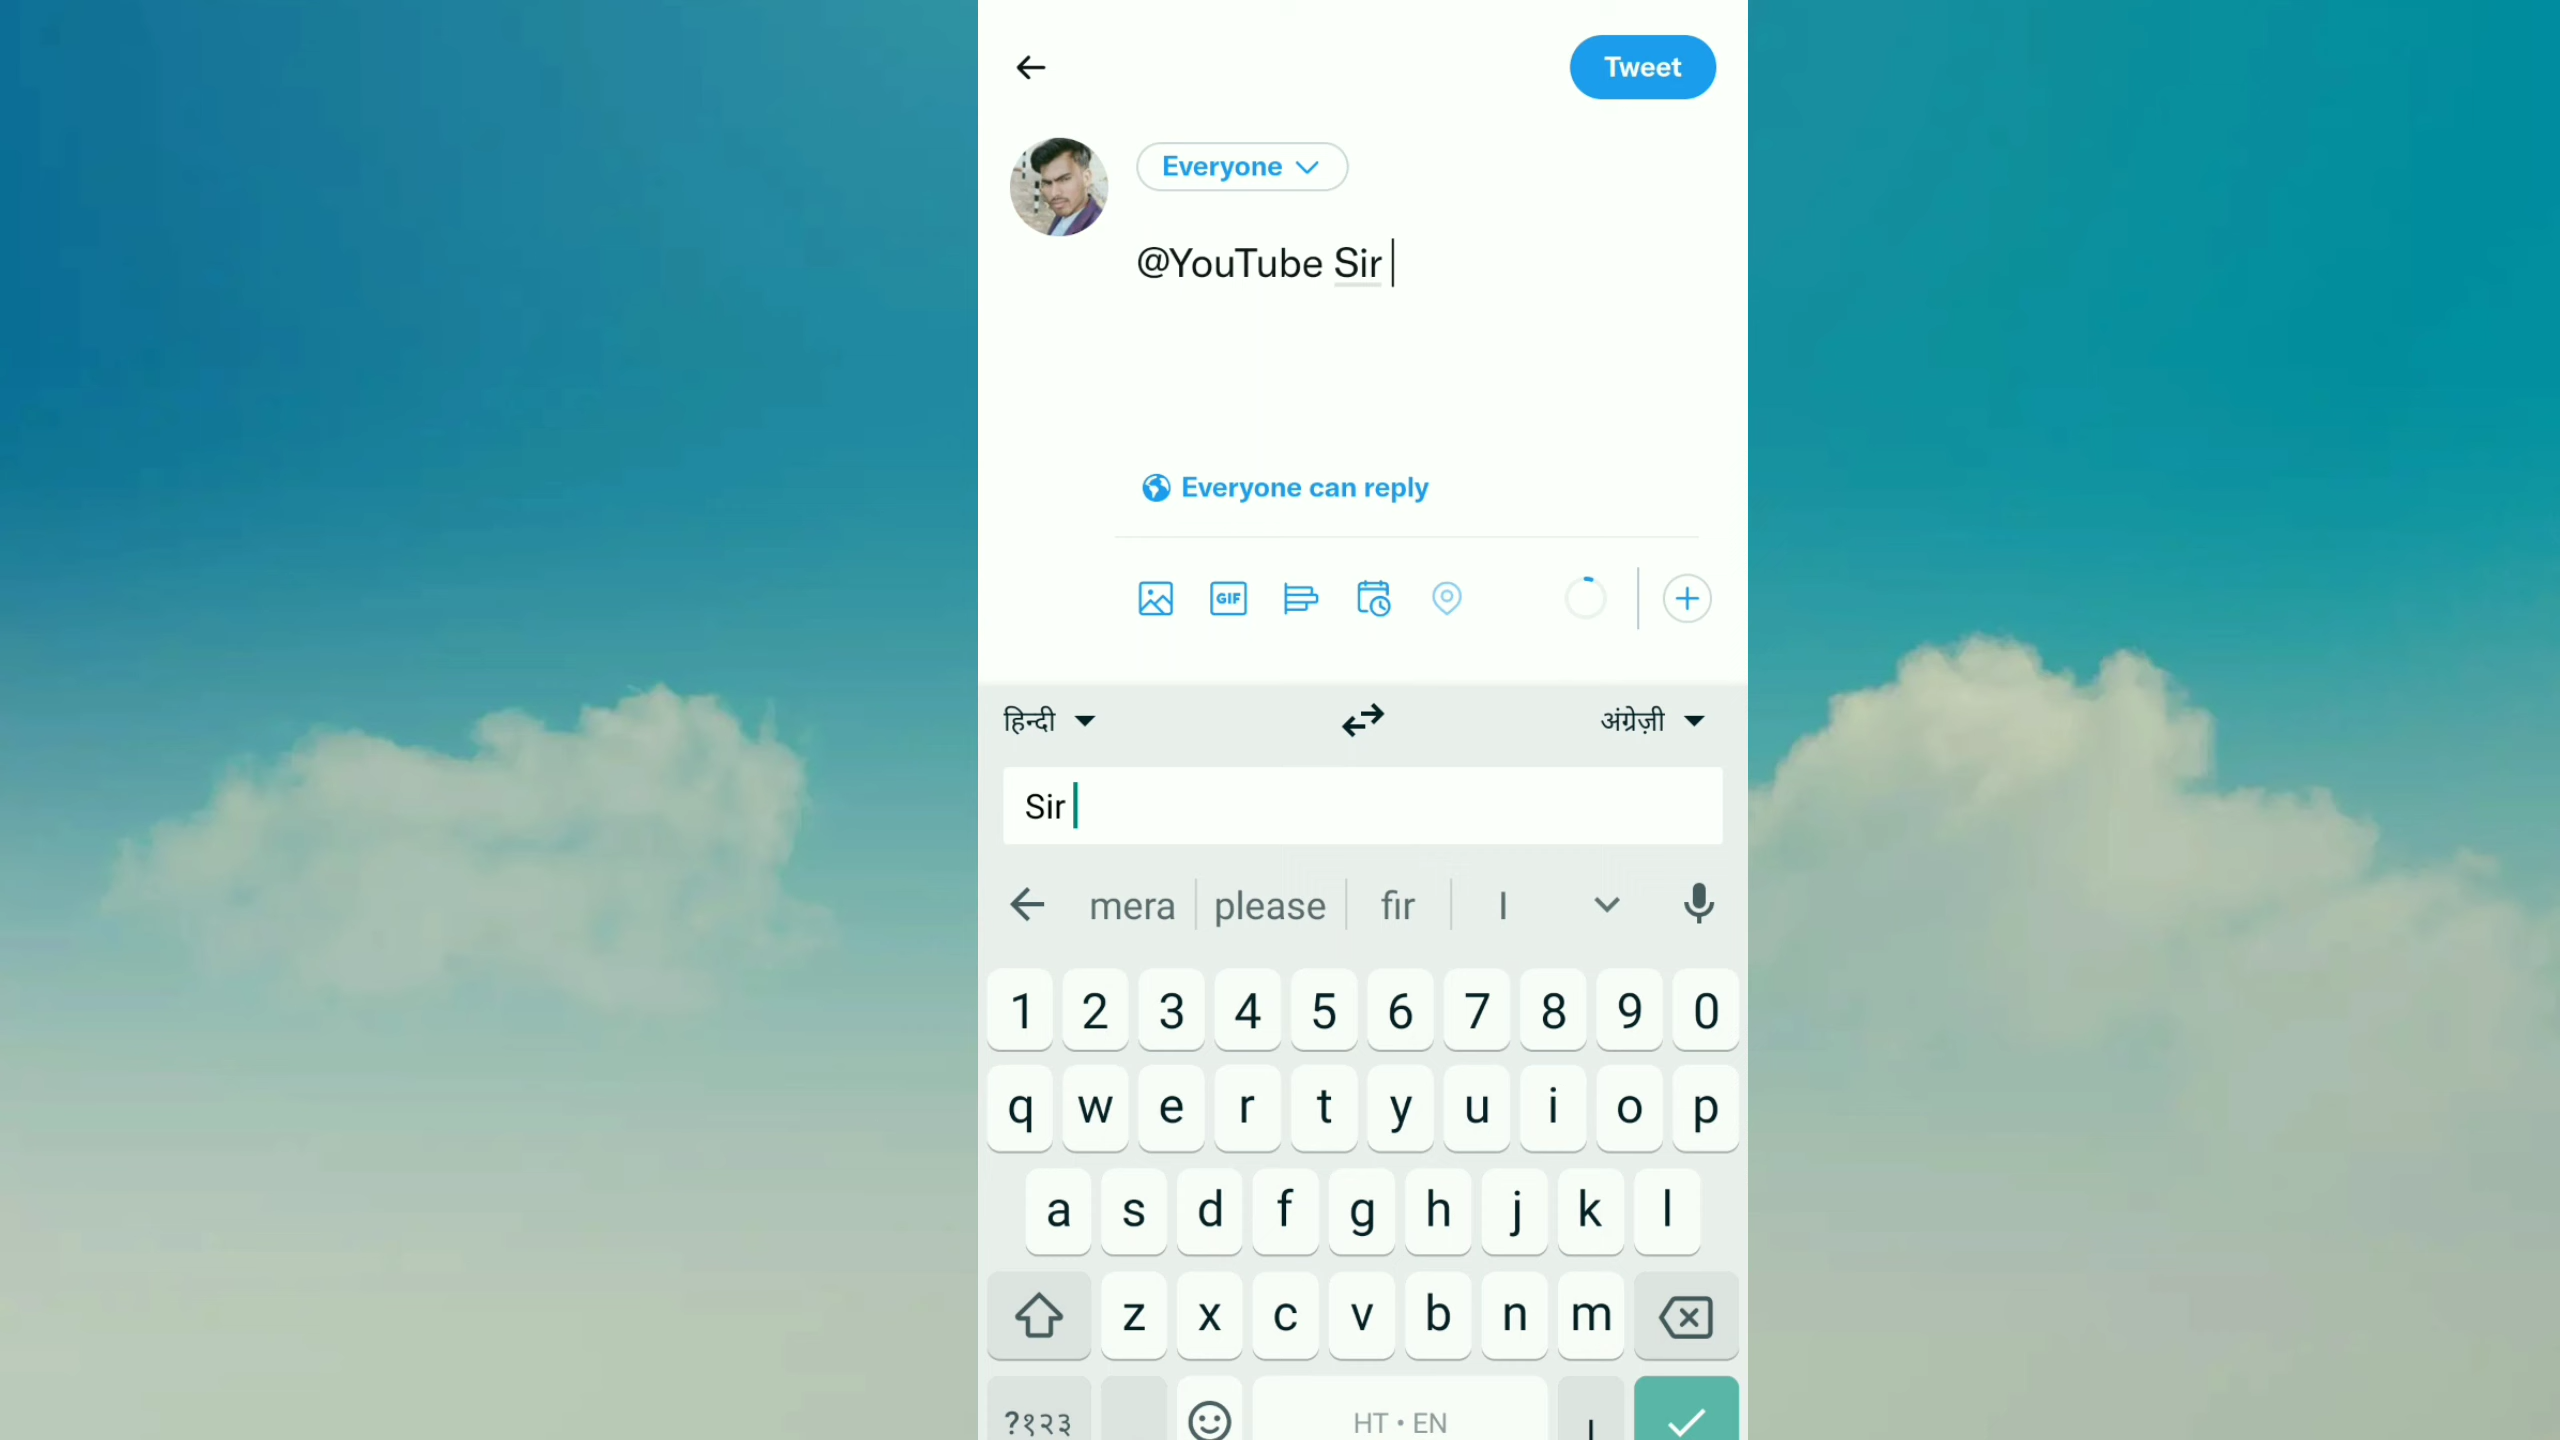 Tweet
Everyone
@YouTube Sir
Everyone can reply
GIF
हिन्दी अंग्रेज़ी
Sir
mera please fir I
1 2 3 4 5 6 7 8 9 0
q w e r t y u i o p
a s d f g h j k l
z x c v b n m
?१२३ HT • EN